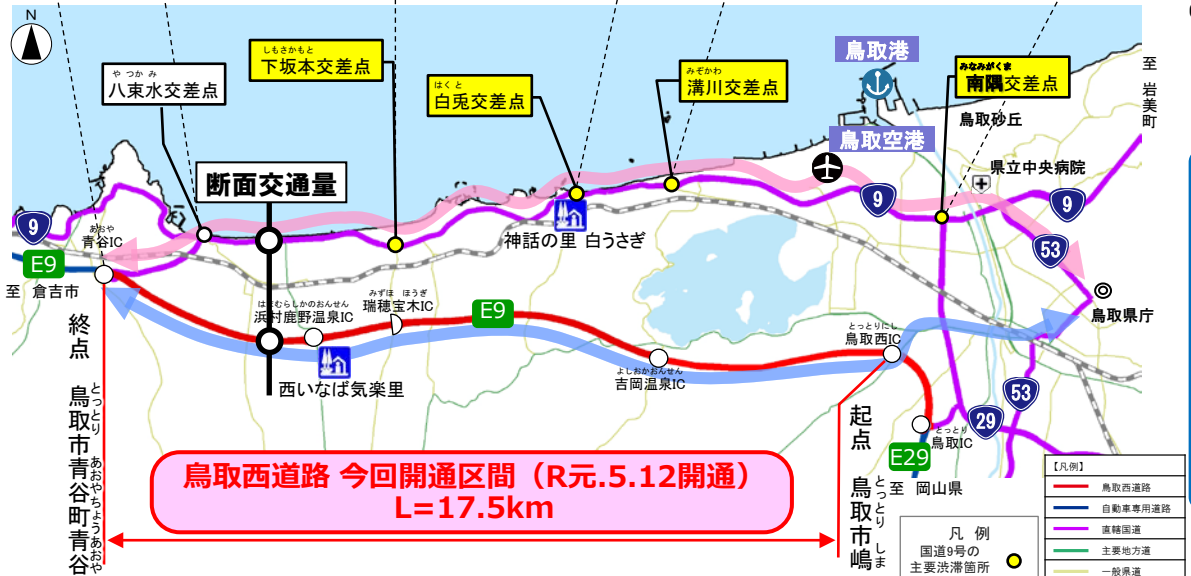 N
やつかみ
八束水交差点
しもさかもと
下坂本交差点
はくと
白兎交差点
みぞかわ
溝川交差点
鳥取港
鳥取空港
みなみがくま
南隈交差点
鳥取砂丘
県立中央病院
至 岩美町
断面交通量
9
あおや
青谷IC
E9
至 倉吉市
神話の里 白うさぎ
9
9
53
鳥取県庁
はまむらしかのおんせん
浜村鹿野温泉IC
みずほ ほうぎ
瑞穂宝木IC
E9
西いなば気楽里
よしおかおんせん
吉岡温泉IC
とっとりにし
鳥取西IC
53
29
とっとり
鳥取IC
E29
至 岡山県
終点 鳥取市青谷町青谷
とっとり あおやちょうあおや
起点 鳥取市嶋
とっとり しま
鳥取西道路 今回開通区間（R元.5.12開通）
L=17.5km
凡 例
国道9号の
主要渋滞箇所
【凡例】
鳥取西道路
自動車専用道路
直轄国道
主要地方道
一般県道